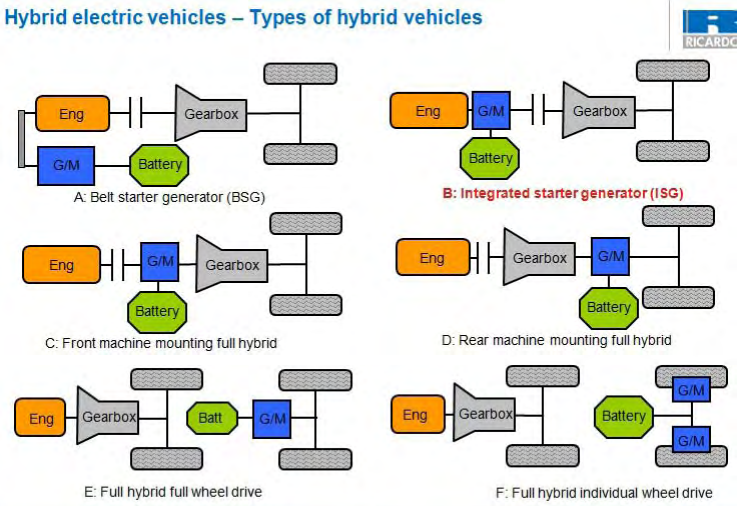 Hybrid electric vehicles – Types of hybrid vehicles
RICARDO
Eng
Gearbox
G/M
Battery
A: Belt starter generator (BSG)
Eng
G/M
Gearbox
Battery
B: Integrated starter generator (ISG)
Eng
G/M
Gearbox
Battery
C: Front machine mounting full hybrid
Eng
Gearbox
G/M
Battery
D: Rear machine mounting full hybrid
Eng
Gearbox
Batt
G/M
E: Full hybrid full wheel drive
Eng
Gearbox
Battery
G/M
G/M
F: Full hybrid individual wheel drive